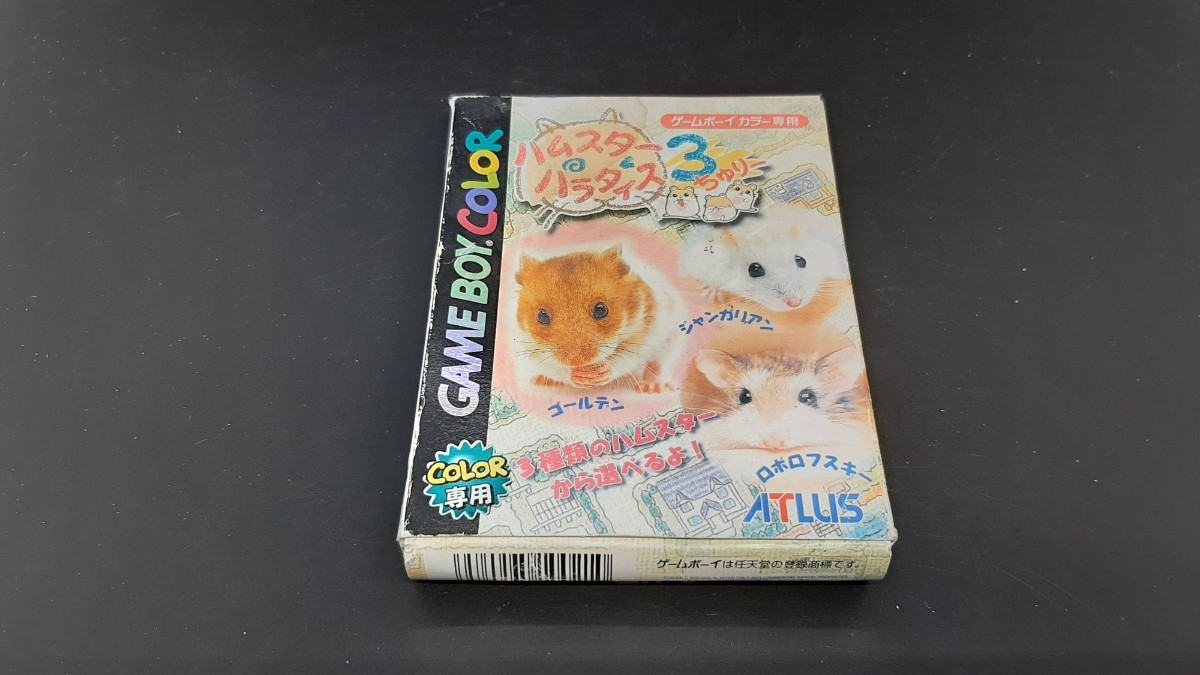 GAME BOY COLOR
ゲームボーイカラー専用
ハムスター
パラダイス
3
ちゅりー
ジャンガリアン
ゴールデン
3種類のハムスター
から選べるよ!
ロボロフスキー
COLOR
専用
ATLUS
ゲームボーイは任天堂の登録商標です。